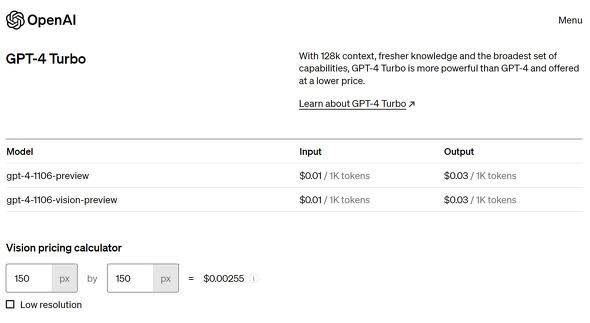 OpenAI
Menu
GPT-4 Turbo
With 128k context, fresher knowledge and the broadest set of
capabilities, GPT-4 Turbo is more powerful than GPT-4 and offered
at a lower price.
Learn about GPT-4 Turbo ↗
Model Input Output
gpt-4-1106-preview $0.01 / 1K tokens $0.03 / 1K tokens
gpt-4-1106-vision-preview $0.01 / 1K tokens $0.03 / 1K tokens
Vision pricing calculator
150 px by 150 px = $0.00255 i
Low resolution